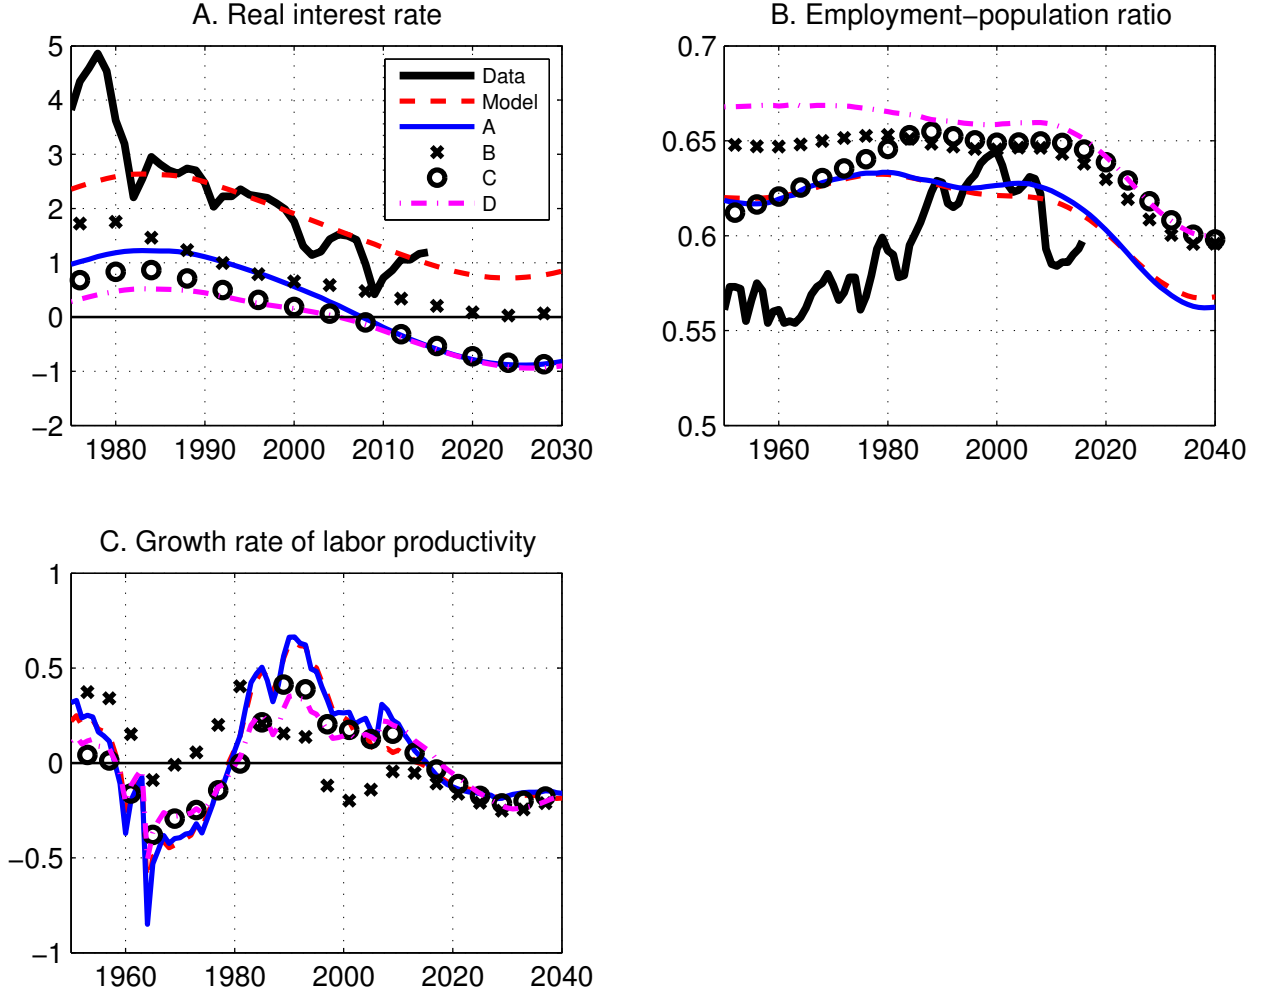 A. Real interest rate
5
4
3
2
1
0
−1
−2
1980 1990 2000 2010 2020 2030
Data
Model
A
B
C
D
B. Employment−population ratio
0.7
0.65
0.6
0.55
0.5
1960 1980 2000 2020 2040
C. Growth rate of labor productivity
1
0.5
0
−0.5
−1
1960 1980 2000 2020 2040